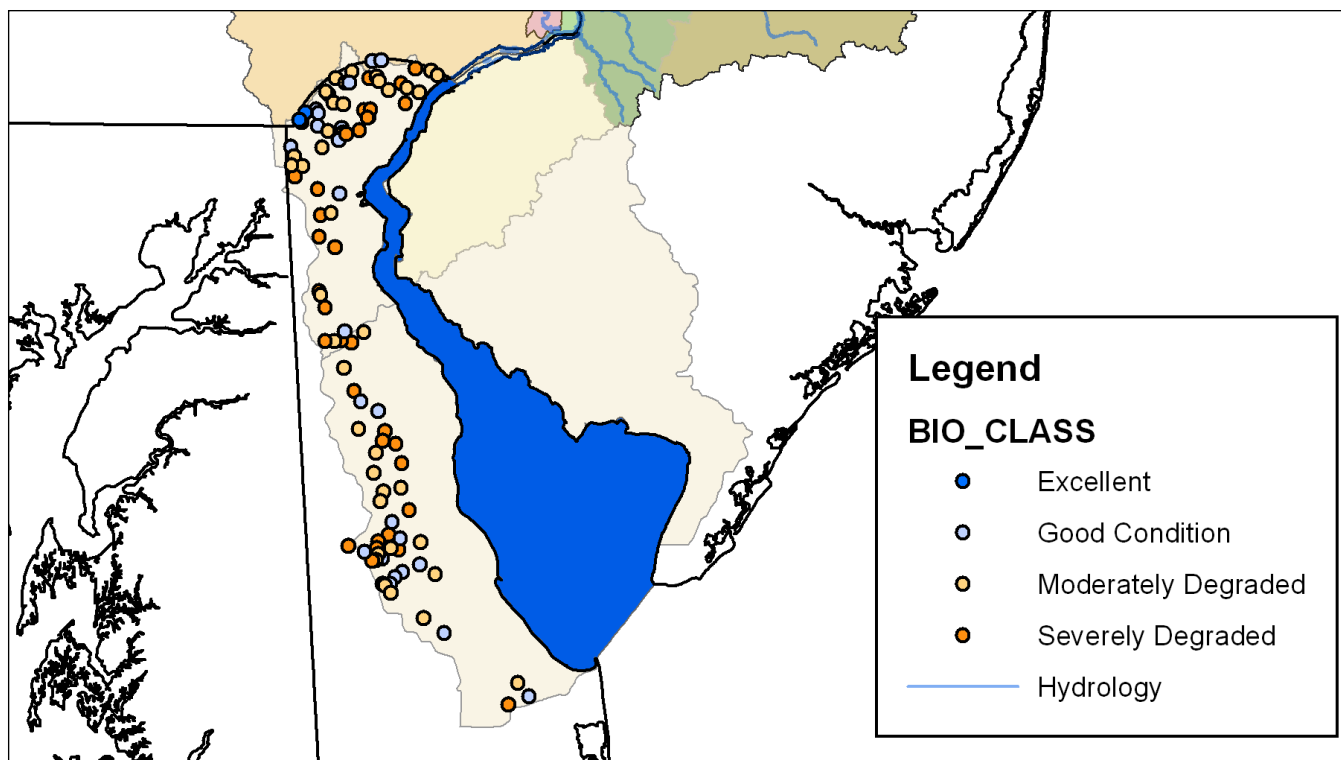 Legend
BIO_CLASS
Excellent
Good Condition
Moderately Degraded
Severely Degraded
Hydrology